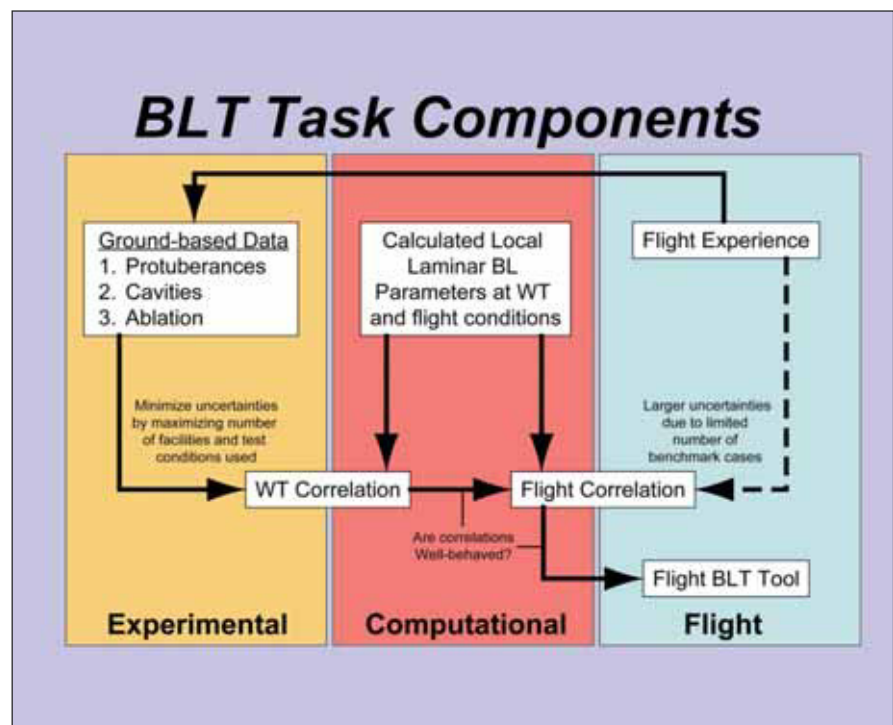 BLT Task Components
Ground-based Data
1. Protuberances
2. Cavities
3. Ablation
Calculated Local
Laminar BL
Parameters at WT
and flight conditions
Flight Experience
Minimize uncertainties
by maximizing number
of facilities and test
conditions used
Larger uncertainties
due to limited
number of
benchmark cases
WT Correlation
Flight Correlation
Are correlations
Well-behaved?
Flight BLT Tool
Experimental
Computational
Flight